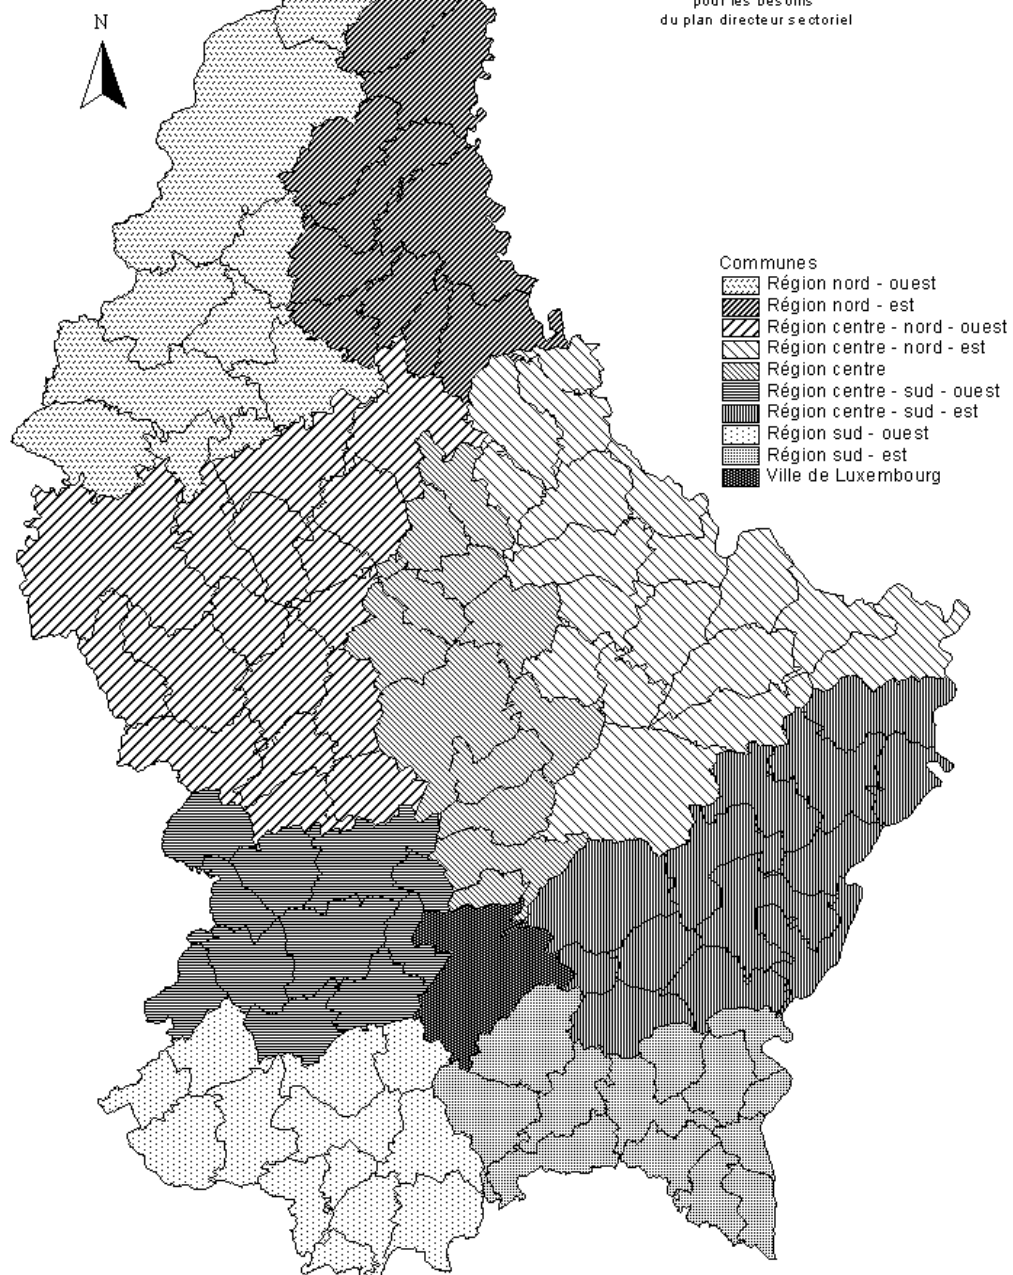 pour les besoins
du plan directeur sectoriel
N
Communes
Région nord - ouest
Région nord - est
Région centre - nord - ouest
Région centre - nord - est
Région centre
Région centre - sud - ouest
Région centre - sud - est
Région sud - ouest
Région sud - est
Ville de Luxembourg